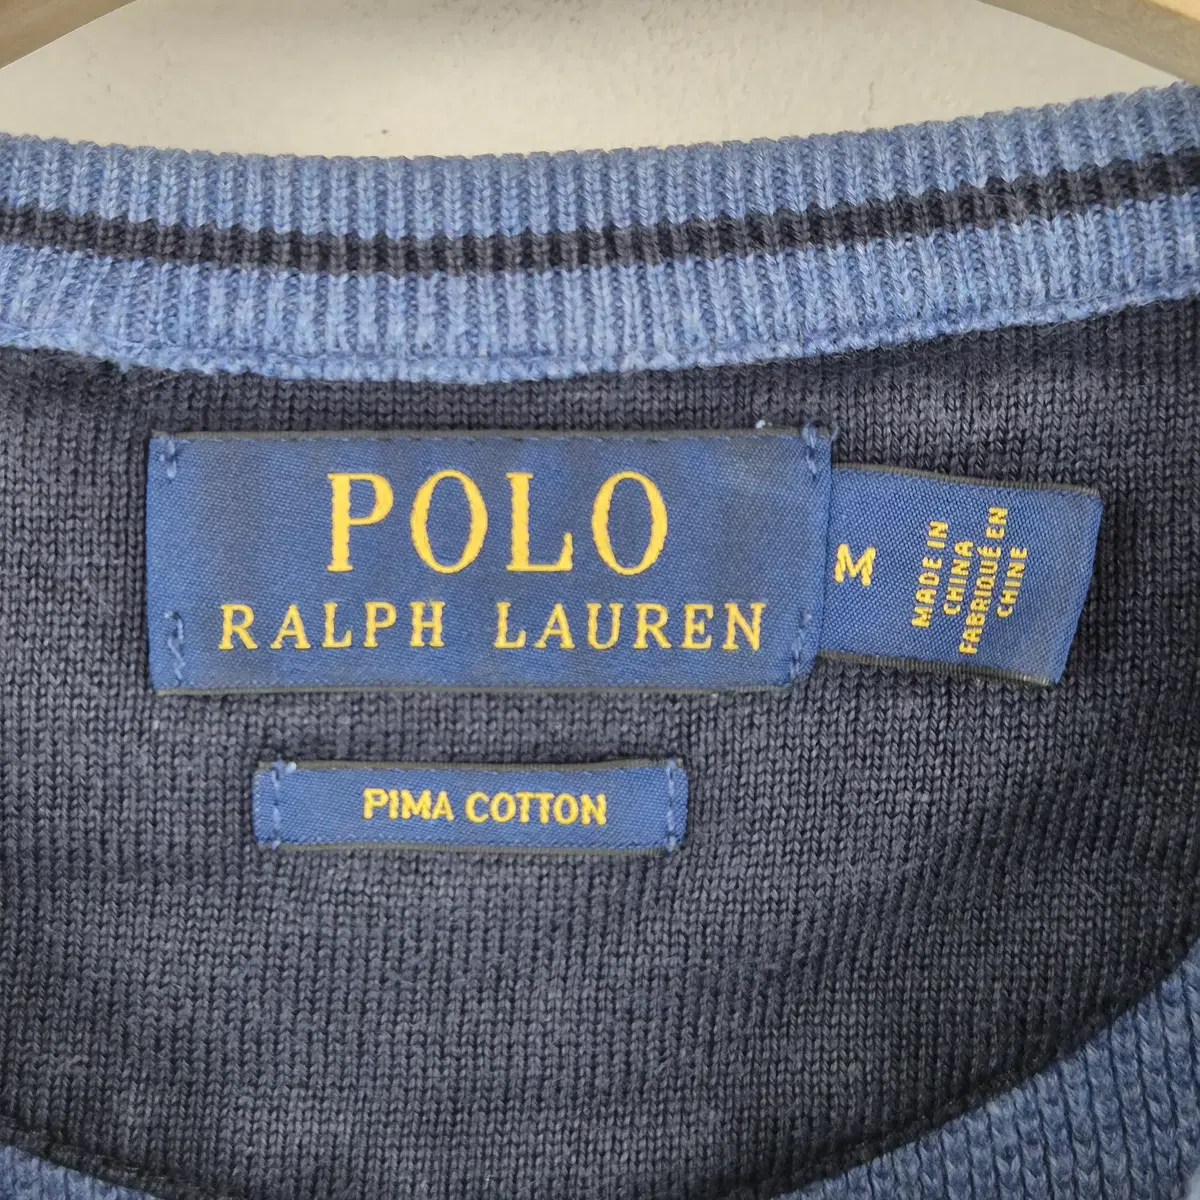 POLO
RALPH LAUREN
M
MADE IN
CHINA
FABRIQUÉ EN
CHINE
PIMA COTTON